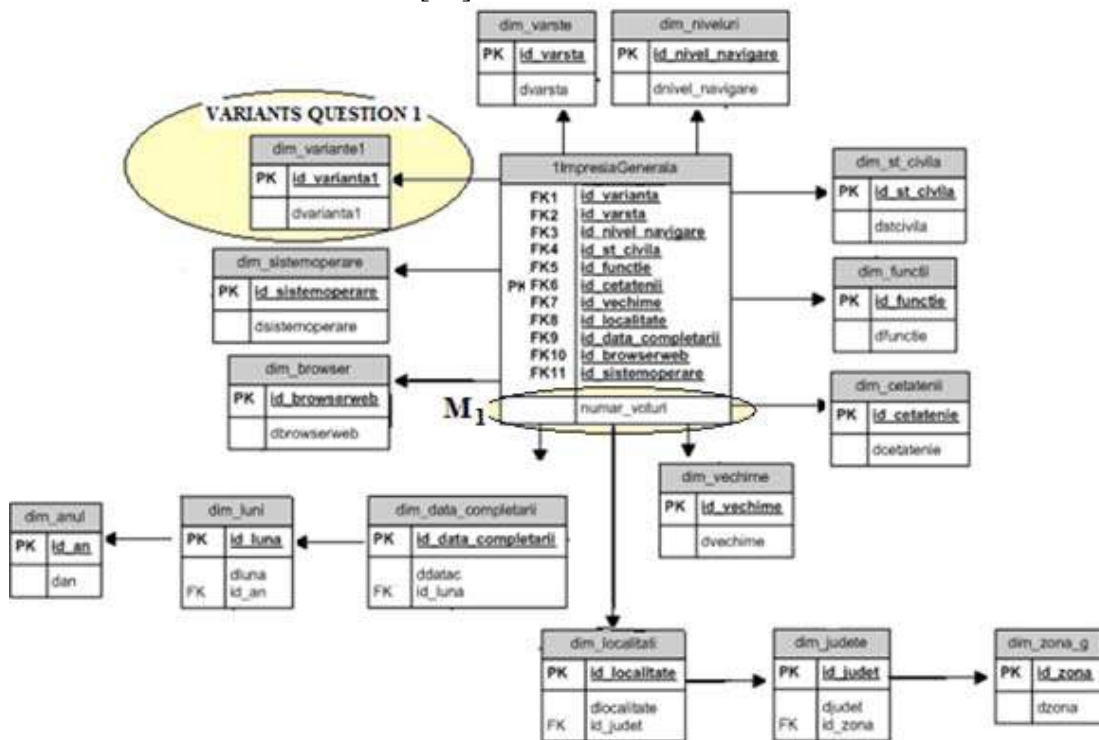 dim_varste
PK id_varsta
dvarsta
dim_niveluri
PK id_nivel_navigare
dnivel_navigare
VARIANTS QUESTION 1
dim_variante1
PK id_varianta1
dvarianta1
1ImpresiaGenerala
FK1 id_varianta
FK2 id_varsta
FK3 id_nivel_navigare
FK4 id_st_civila
FK5 id_functie
PK FK6 id_cetatenii
FK7 id_vechime
FK8 id_localitate
FK9 id_data_completarii
FK10 id_browserweb
FK11 id_sistemoperare
M1 numar_voturi
dim_st_civila
PK id_st_civila
dstcivila
dim_sistemoperare
PK id_sistemoperare
dsistemoperare
dim_functii
PK id_functie
dfunctie
dim_browser
PK id_browserweb
dbrowserweb
dim_cetatenii
PK id_cetatenie
dcetatenie
dim_vechime
PK id_vechime
dvechime
dim_anul
PK id_an
dan
dim_luni
PK id_luna
dluna
FK id_an
dim_data_completarii
PK id_data_completarii
ddatac
FK id_luna
dim_localitati
PK id_localitate
dlocalitate
FK id_judet
dim_judete
PK id_judet
djudet
FK id_zona
dim_zona_g
PK id_zona
dzona